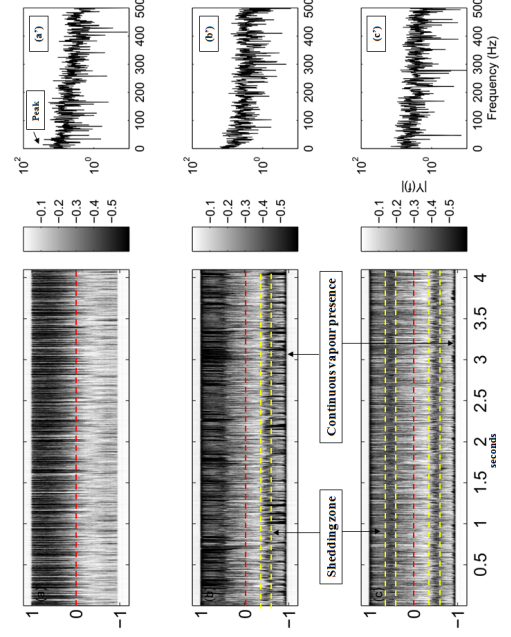 (a')
Peak
10²
10⁰
0 100 200 300 400 500
(b')
10²
10⁰
0 100 200 300 400 500
(c')
10²
10⁰
0 100 200 300 400 500
Frequency (Hz)
|Y(f)|
−0.1 −0.2 −0.3 −0.4 −0.5
−0.1 −0.2 −0.3 −0.4 −0.5
−0.1 −0.2 −0.3 −0.4 −0.5
(a)
1 0 −1
(b)
1 0 −1
Shedding zone
Continuous vapour presence
(c)
1 0 −1
0.5 1 1.5 2 2.5 3 3.5 4
seconds